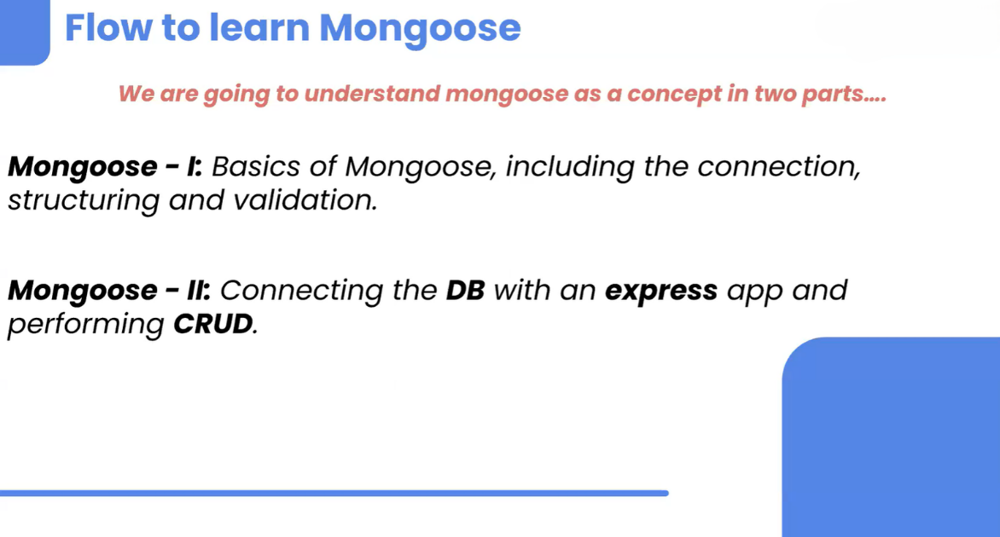 Flow to learn Mongoose
We are going to understand mongoose as a concept in two parts....
Mongoose - I: Basics of Mongoose, including the connection,
structuring and validation.
Mongoose - II: Connecting the DB with an express app and
performing CRUD.